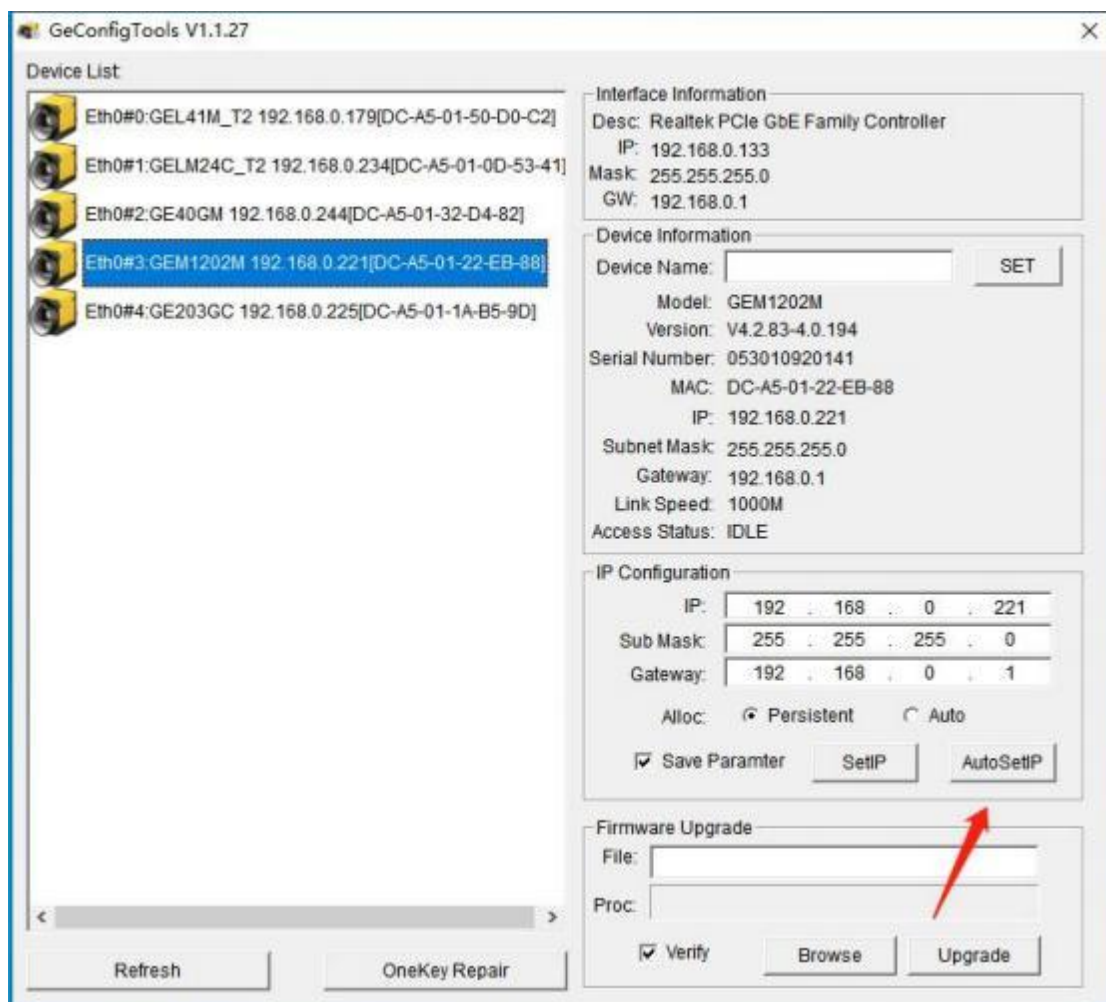 GeConfigTools V1.1.27
Device List:
Eth0#0:GEL41M_T2 192.168.0.179[DC-A5-01-50-D0-C2]
Eth0#1:GELM24C_T2 192.168.0.234[DC-A5-01-0D-53-41]
Eth0#2:GE40GM 192.168.0.244[DC-A5-01-32-D4-82]
Eth0#3:GEM1202M 192.168.0.221[DC-A5-01-22-EB-88]
Eth0#4:GE203GC 192.168.0.225[DC-A5-01-1A-B5-9D]
Refresh
OneKey Repair
Interface Information
Desc: Realtek PCIe GbE Family Controller
IP: 192.168.0.133
Mask: 255.255.255.0
GW: 192.168.0.1
Device Information
Device Name:
SET
Model: GEM1202M
Version: V4.2.83-4.0.194
Serial Number: 053010920141
MAC: DC-A5-01-22-EB-88
IP: 192.168.0.221
Subnet Mask: 255.255.255.0
Gateway: 192.168.0.1
Link Speed: 1000M
Access Status: IDLE
IP Configuration
IP: 192 . 168 . 0 . 221
Sub Mask: 255 . 255 . 255 . 0
Gateway: 192 . 168 . 0 . 1
Alloc: Persistent Auto
Save Paramter SetIP AutoSetIP
Firmware Upgrade
File:
Proc:
Verify Browse Upgrade